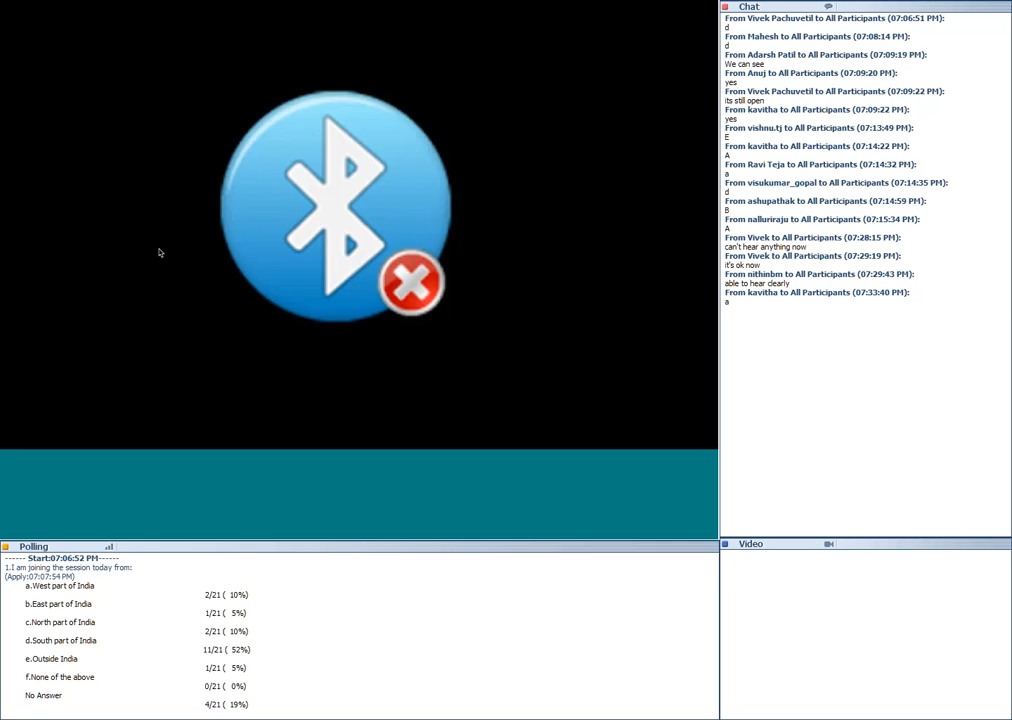 Chat
From Vivek Pachuvetil to All Participants (07:06:51 PM):
d
From Mahesh to All Participants (07:08:14 PM):
d
From Adarsh Patil to All Participants (07:09:19 PM):
We can see
From Anuj to All Participants (07:09:20 PM):
yes
From Vivek Pachuvetil to All Participants (07:09:22 PM):
its still open
From kavitha to All Participants (07:09:22 PM):
yes
From vishnu.tj to All Participants (07:13:49 PM):
E
From kavitha to All Participants (07:14:22 PM):
A
From Ravi Teja to All Participants (07:14:32 PM):
a
From visukumar_gopal to All Participants (07:14:35 PM):
d
From ashupathak to All Participants (07:14:59 PM):
B
From nalluriraju to All Participants (07:15:34 PM):
A
From Vivek to All Participants (07:28:15 PM):
can't hear anything now
From Vivek to All Participants (07:29:19 PM):
it's ok now
From nithinbm to All Participants (07:29:43 PM):
able to hear clearly
From kavitha to All Participants (07:33:40 PM):
a
Polling
------ Start:07:06:52 PM------
1.I am joining the session today from:
(Apply:07:07:54 PM)
a.West part of India
2/21 ( 10%)
b.East part of India
1/21 ( 5%)
c.North part of India
2/21 ( 10%)
d.South part of India
11/21 ( 52%)
e.Outside India
1/21 ( 5%)
f.None of the above
0/21 ( 0%)
No Answer
4/21 ( 19%)
Video